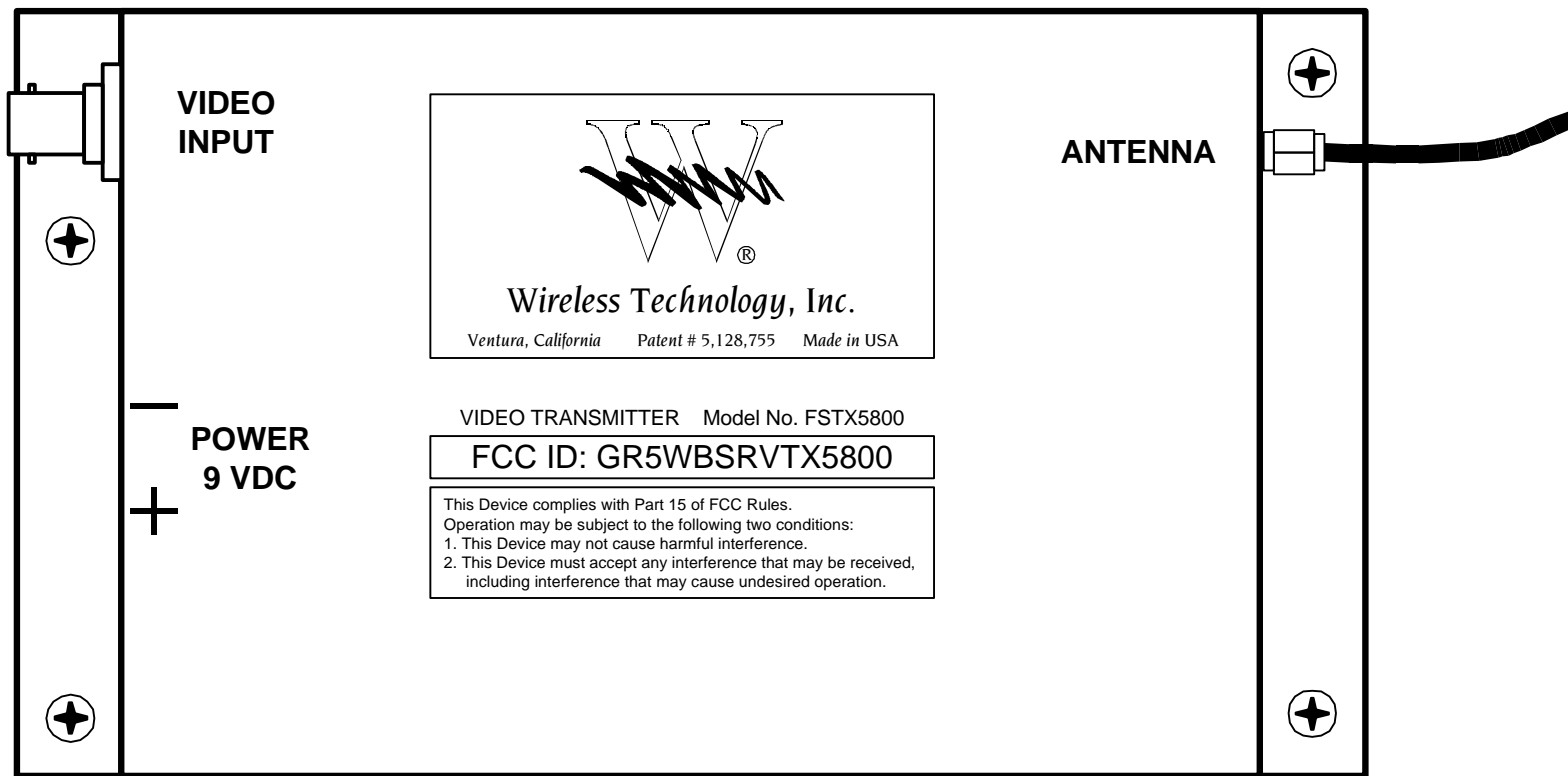 VIDEO
INPUT
ANTENNA
W
®
Wireless Technology, Inc.
Ventura, California Patent # 5,128,755 Made in USA
VIDEO TRANSMITTER Model No. FSTX5800
FCC ID: GR5WBSRVTX5800
−
POWER
9 VDC
+
This Device complies with Part 15 of FCC Rules.
Operation may be subject to the following two conditions:
1. This Device may not cause harmful interference.
2. This Device must accept any interference that may be received,
including interference that may cause undesired operation.